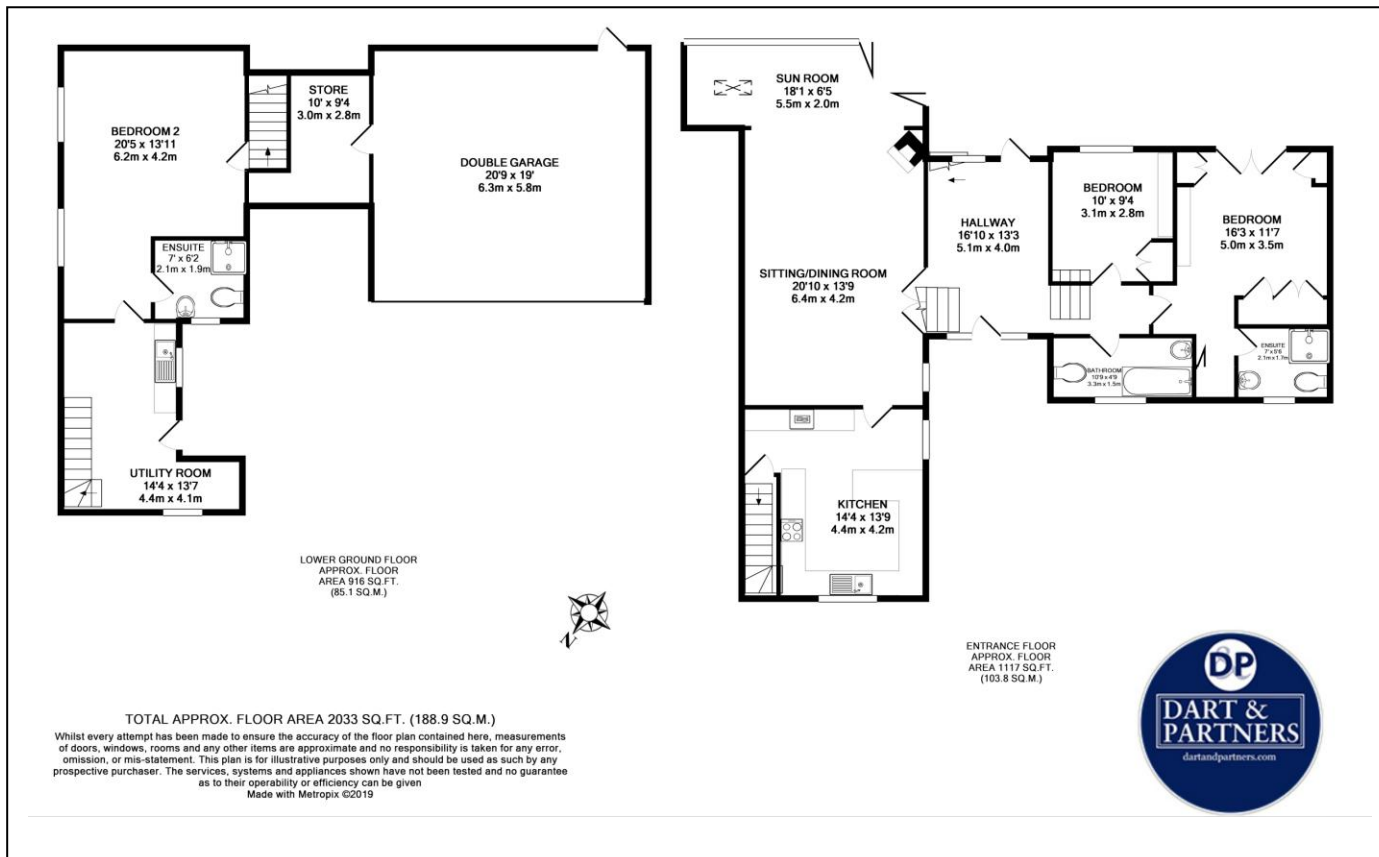 BEDROOM 2
20'5 x 13'11
6.2m x 4.2m
STORE
10' x 9'4
3.0m x 2.8m
DOUBLE GARAGE
20'9 x 19'
6.3m x 5.8m
ENSUITE
7' x 6'2
2.1m x 1.9m
UTILITY ROOM
14'4 x 13'7
4.4m x 4.1m
LOWER GROUND FLOOR
APPROX. FLOOR
AREA 916 SQ.FT.
(85.1 SQ.M.)
SUN ROOM
18'1 x 6'5
5.5m x 2.0m
SITTING/DINING ROOM
20'10 x 13'9
6.4m x 4.2m
HALLWAY
16'10 x 13'3
5.1m x 4.0m
BEDROOM
10' x 9'4
3.1m x 2.8m
BEDROOM
16'3 x 11'7
5.0m x 3.5m
BATHROOM
10'9 x 4'9
3.3m x 1.5m
ENSUITE
7' x 5'6
2.1m x 1.7m
KITCHEN
14'4 x 13'9
4.4m x 4.2m
ENTRANCE FLOOR
APPROX. FLOOR
AREA 1117 SQ.FT.
(103.8 SQ.M.)
N
TOTAL APPROX. FLOOR AREA 2033 SQ.FT. (188.9 SQ.M.)
Whilst every attempt has been made to ensure the accuracy of the floor plan contained here, measurements
of doors, windows, rooms and any other items are approximate and no responsibility is taken for any error,
omission, or mis-statement. This plan is for illustrative purposes only and should be used as such by any
prospective purchaser. The services, systems and appliances shown have not been tested and no guarantee
as to their operability or efficiency can be given
Made with Metropix ©2019
DP
DART &
PARTNERS
dartandpartners.com